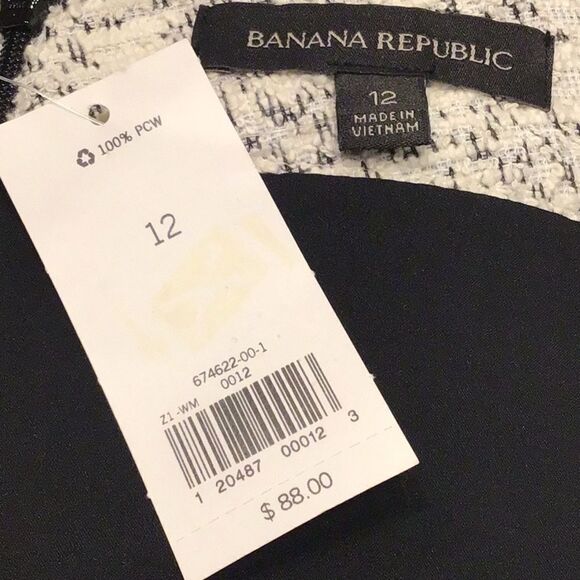 BANANA REPUBLIC
12
MADE IN
VIETNAM
100% PCW
12
674622-00-1
Z1-WM 0012
1 20487 00012 3
$88.00